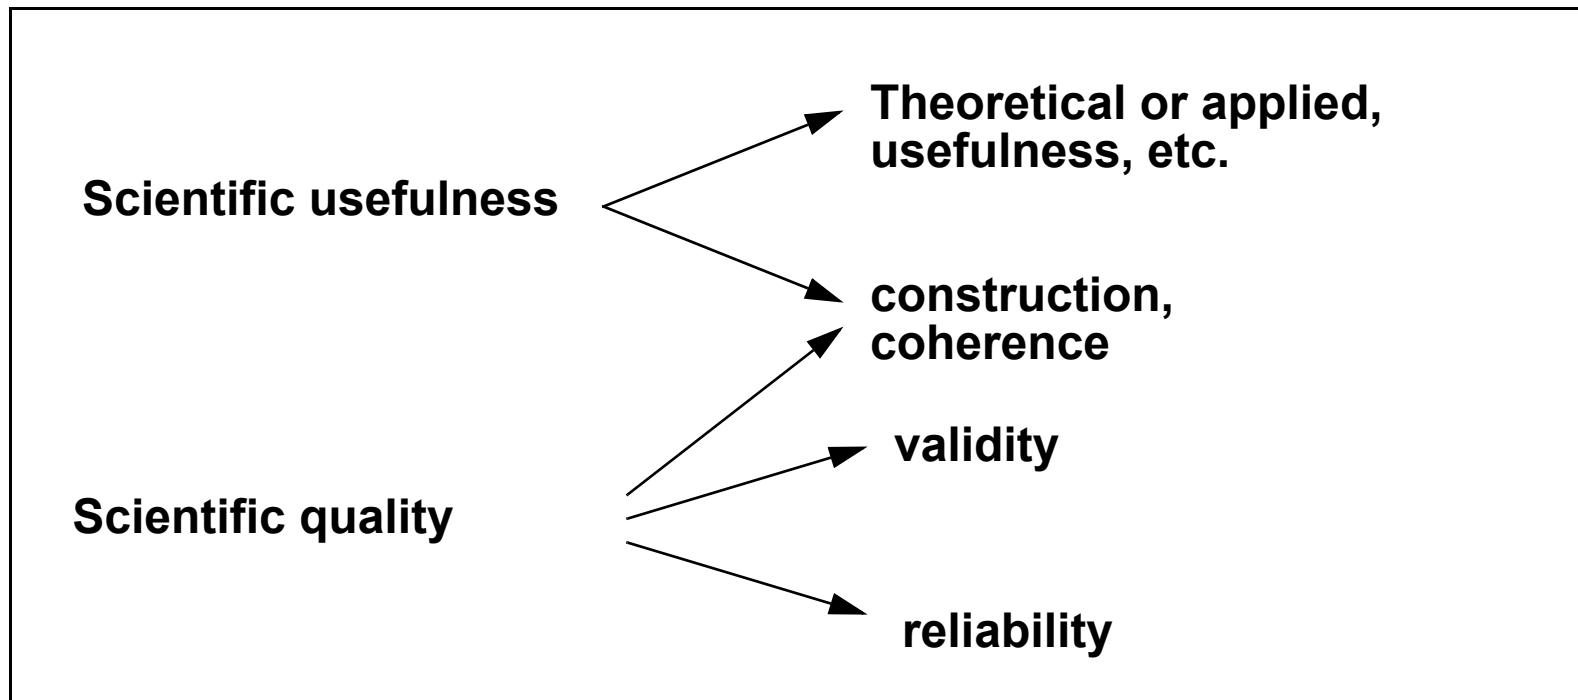 Theoretical or applied,
usefulness, etc.
Scientific usefulness
construction,
coherence
validity
Scientific quality
reliability